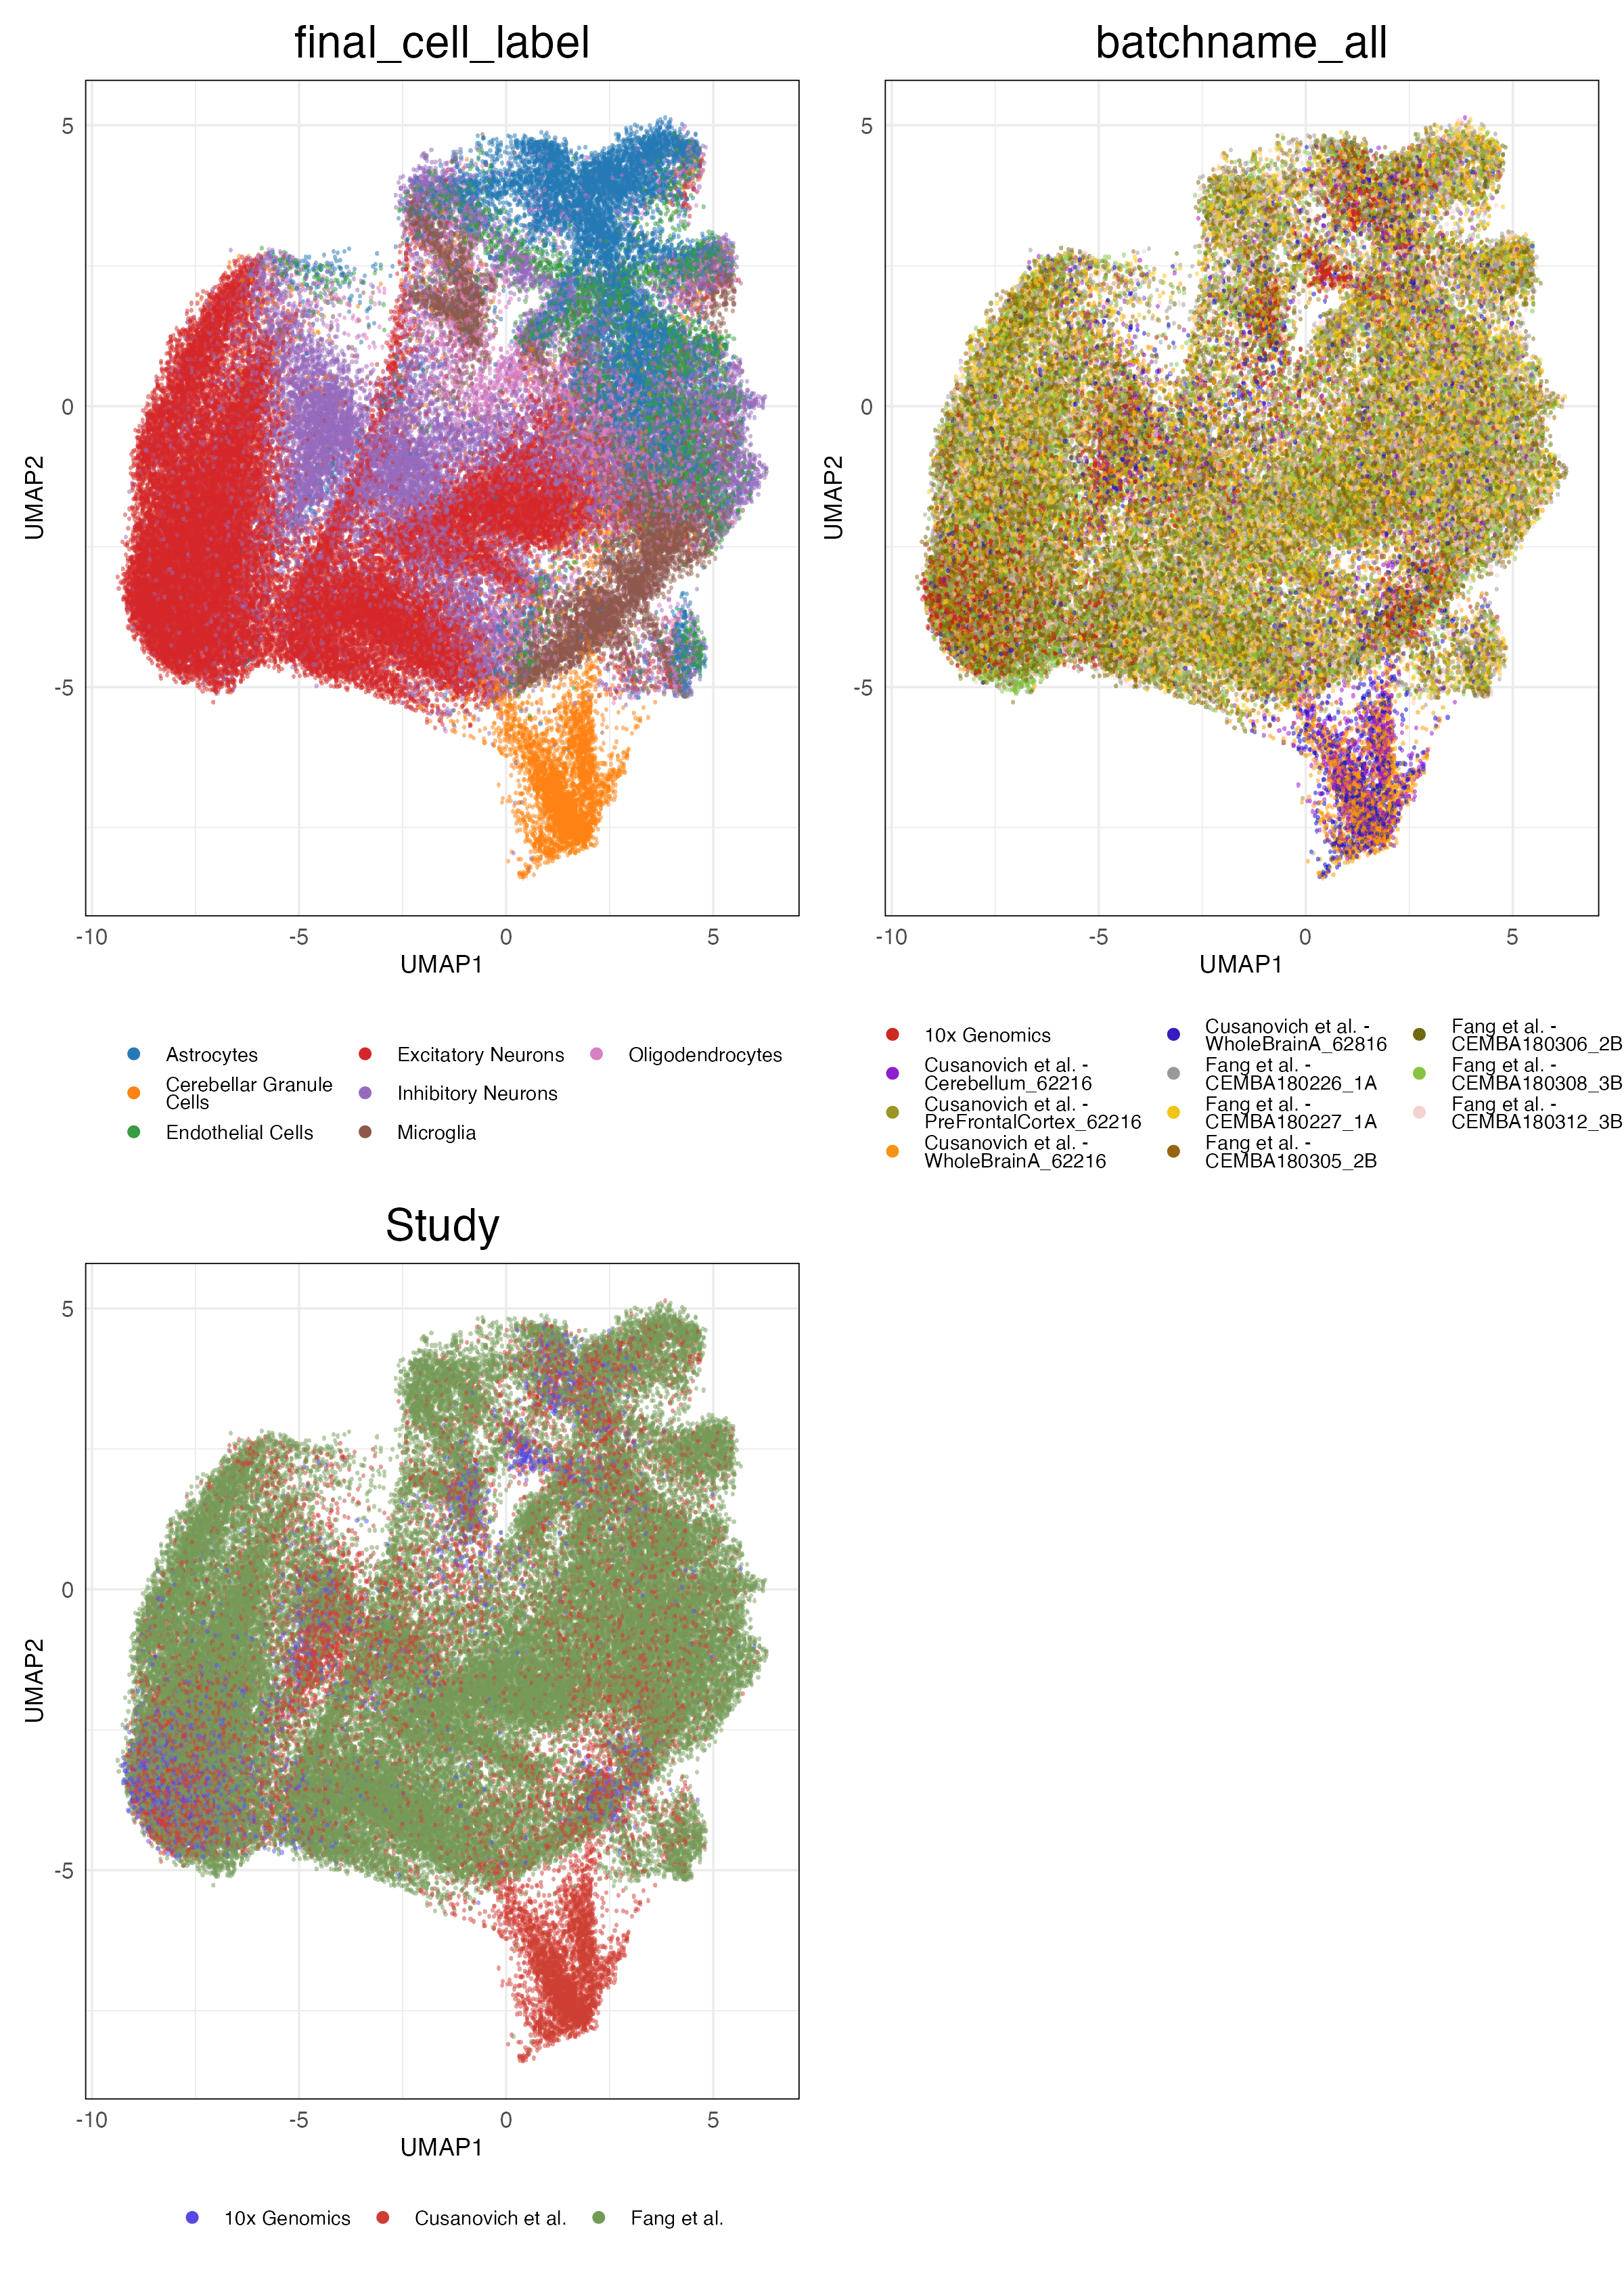 final_cell_label
batchname_all
5
0
-5
UMAP2
-10 -5 0 5
UMAP1
5
0
-5
UMAP2
-10 -5 0 5
UMAP1
Astrocytes
Cerebellar Granule
Cells
Endothelial Cells
Excitatory Neurons
Inhibitory Neurons
Microglia
Oligodendrocytes
10x Genomics
Cusanovich et al. -
Cerebellum_62216
Cusanovich et al. -
PreFrontalCortex_62216
Cusanovich et al. -
WholeBrainA_62216
Cusanovich et al. -
WholeBrainA_62816
Fang et al. -
CEMBA180226_1A
Fang et al. -
CEMBA180227_1A
Fang et al. -
CEMBA180305_2B
Fang et al. -
CEMBA180306_2B
Fang et al. -
CEMBA180308_3B
Fang et al. -
CEMBA180312_3B
Study
5
0
-5
UMAP2
-10 -5 0 5
UMAP1
10x Genomics Cusanovich et al. Fang et al.